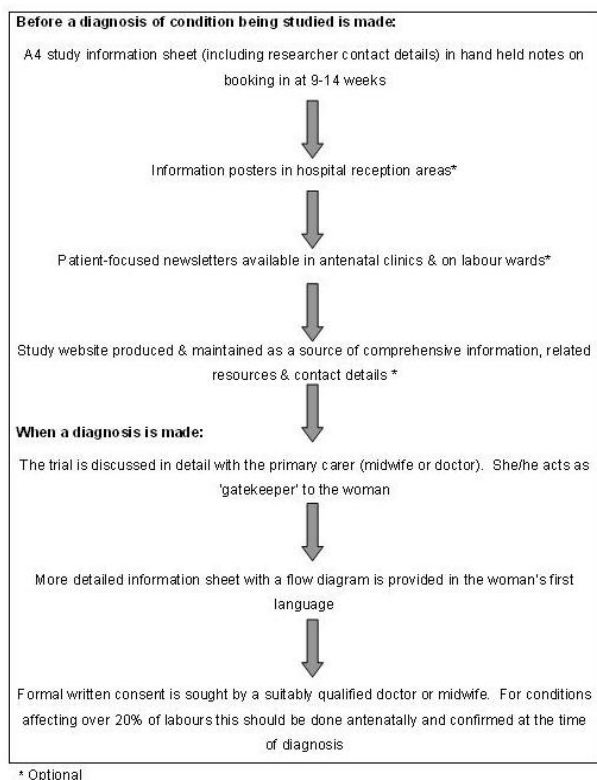 Before a diagnosis of condition being studied is made:
A4 study information sheet (including researcher contact details) in hand held notes on
booking in at 9-14 weeks
Information posters in hospital reception areas*
Patient-focused newsletters available in antenatal clinics & on labour wards*
Study website produced & maintained as a source of comprehensive information, related
resources & contact details *
When a diagnosis is made:
The trial is discussed in detail with the primary carer (midwife or doctor). She/he acts as
'gatekeeper' to the woman
More detailed information sheet with a flow diagram is provided in the woman's first
language
Formal written consent is sought by a suitably qualified doctor or midwife. For conditions
affecting over 20% of labours this should be done antenatally and confirmed at the time
of diagnosis
* Optional